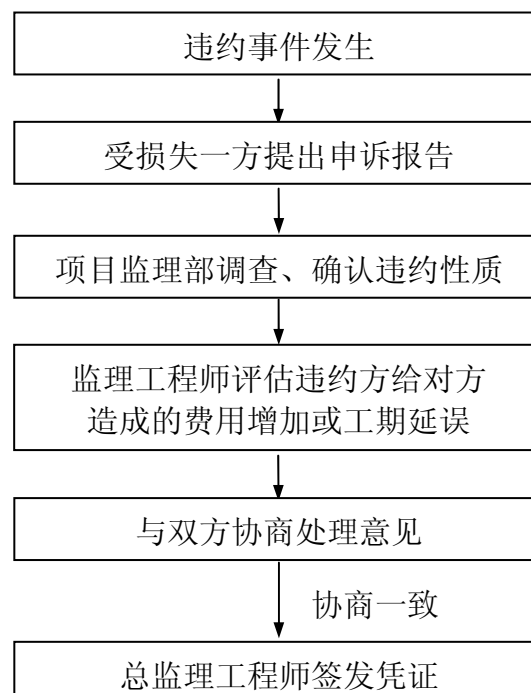 违约事件发生
受损失一方提出申诉报告
项目监理部调查、确认违约性质
监理工程师评估违约方给对方
造成的费用增加或工期延误
与双方协商处理意见
协商一致
总监理工程师签发凭证